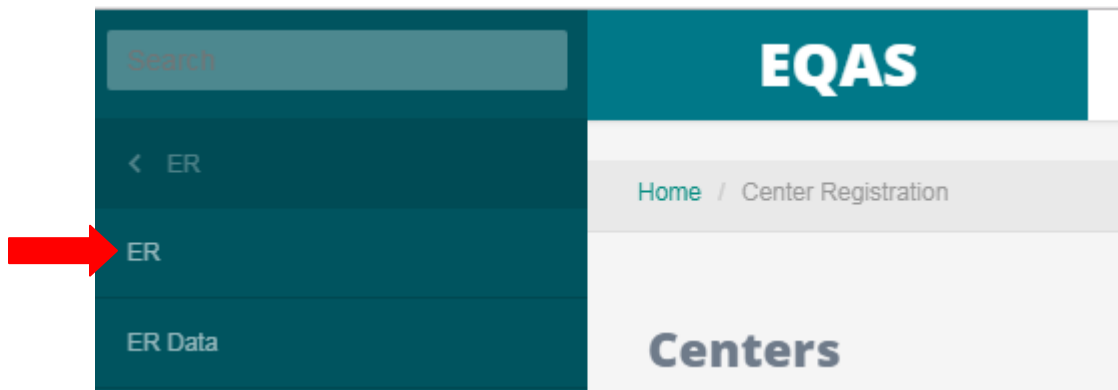 Search
EQAS
< ER
Home / Center Registration
ER
ER Data
Centers